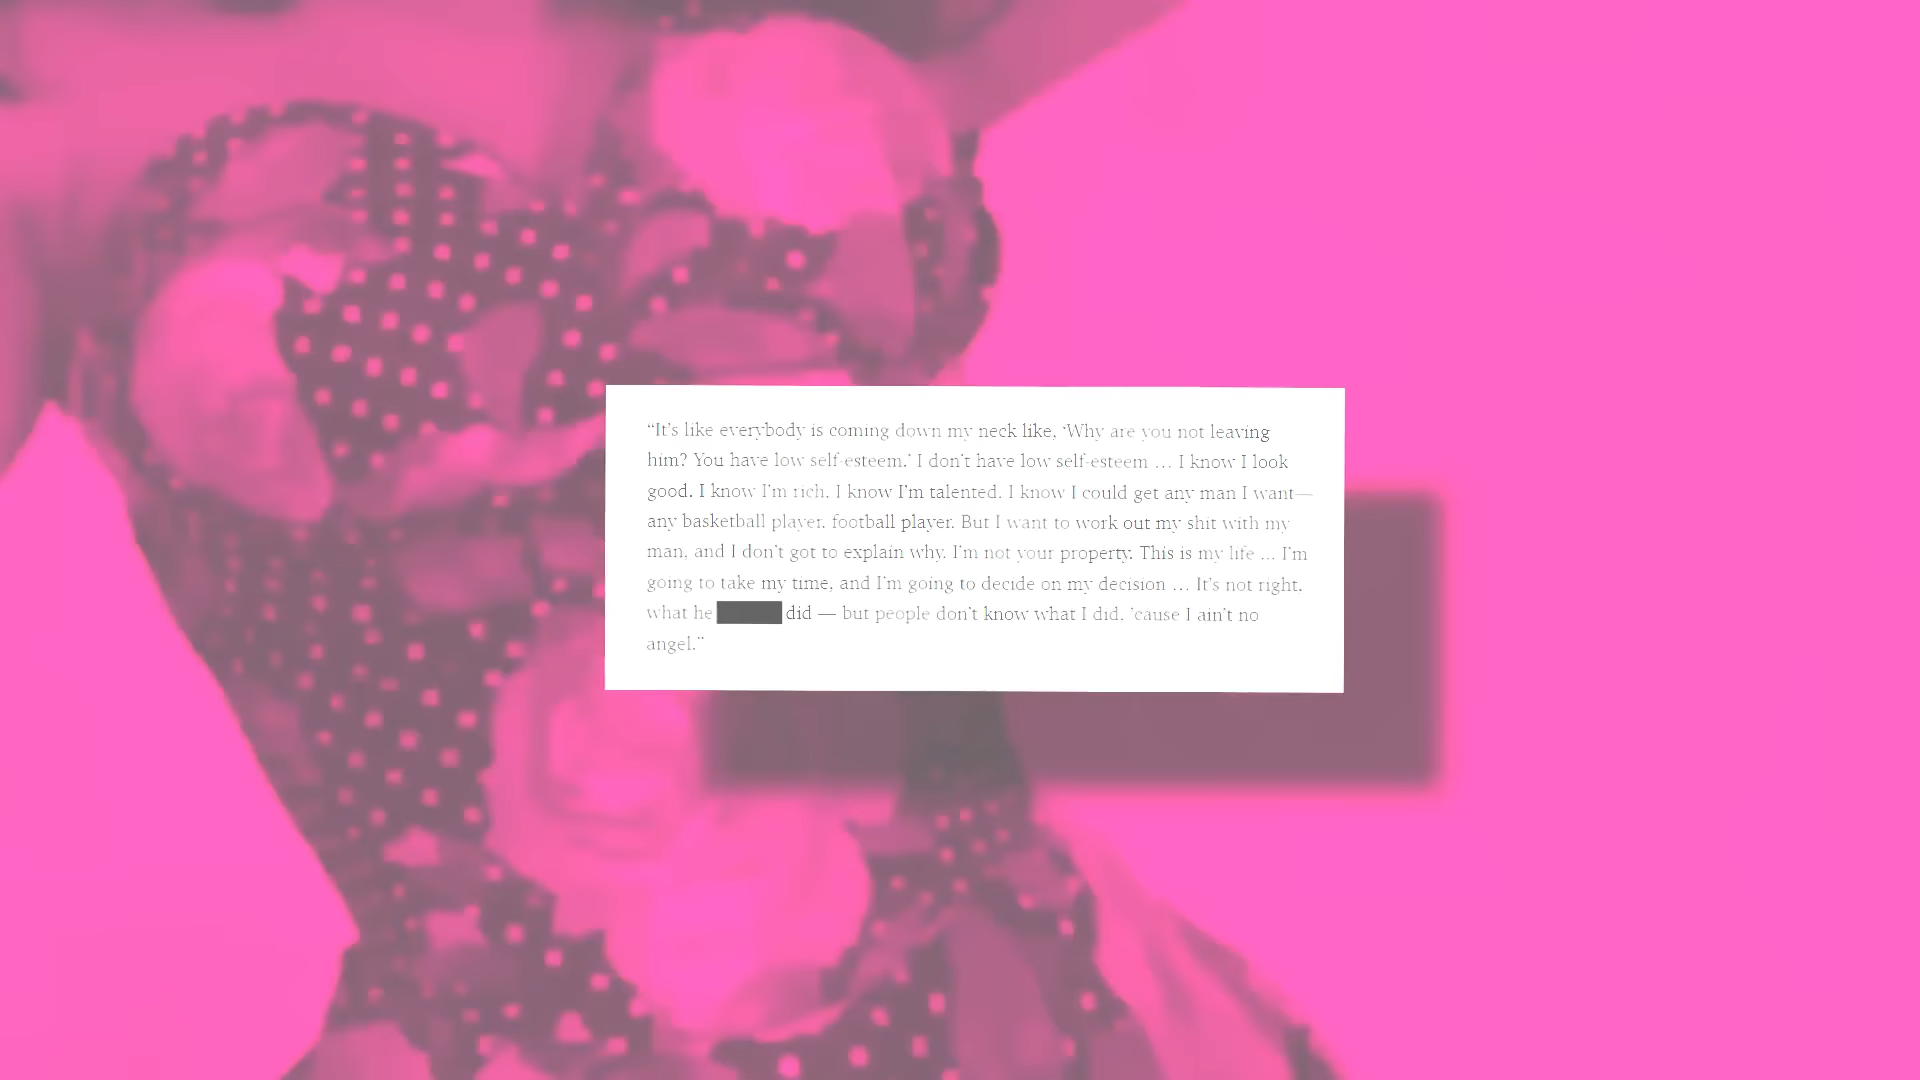 “It’s like everybody is coming down my neck like, ‘Why are you not leaving
him? You have low self-esteem.’ I don’t have low self-esteem … I know I look
good. I know I’m rich. I know I’m talented. I know I could get any man I want—
any basketball player, football player. But I want to work out my shit with my
man, and I don’t got to explain why. I’m not your property. This is my life … I’m
going to take my time, and I’m going to decide on my decision … It’s not right,
what he did — but people don’t know what I did, ’cause I ain’t no
angel.”